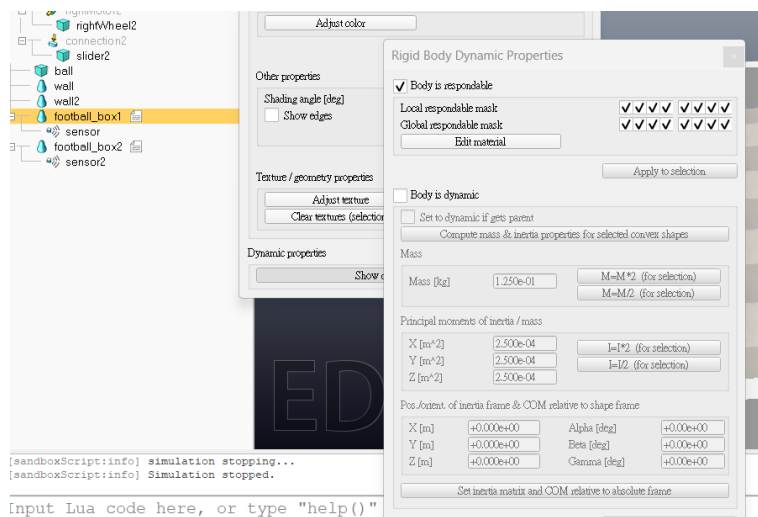 rightMotor2
rightWheel2
connection2
slider2
ball
wall
wall2
football_box1
sensor
football_box2
sensor2
Adjust color
Other properties
Shading angle [deg]
Show edges
Texture / geometry properties
Adjust texture
Clear textures (selection
Dynamic properties
Show d
Rigid Body Dynamic Properties
Body is respondable
Local respondable mask
Global respondable mask
Edit material
Apply to selection
Body is dynamic
Set to dynamic if gets parent
Compute mass & inertia properties for selected convex shapes
Mass
Mass [kg] 1.250e-01 M=M*2 (for selection)
M=M/2 (for selection)
Principal moments of inertia / mass
X [m^2] 2.500e-04 I=I*2 (for selection)
Y [m^2] 2.500e-04 I=I/2 (for selection)
Z [m^2] 2.500e-04
Pos./orient. of inertia frame & COM relative to shape frame
X [m] +0.000e+00 Alpha [deg] +0.00e+00
Y [m] +0.000e+00 Beta [deg] +0.00e+00
Z [m] +0.000e+00 Gamma [deg] +0.00e+00
Set inertia matrix and COM relative to absolute frame
ED
[sandboxScript:info] simulation stopping...
[sandboxScript:info] Simulation stopped.
Input Lua code here, or type "help()"